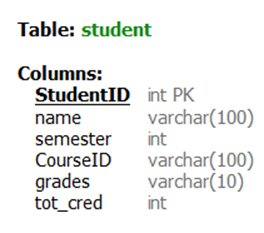 Table: student
Columns:
StudentID int PK
name varchar(100)
semester int
CourseID varchar(100)
grades varchar(10)
tot_cred int